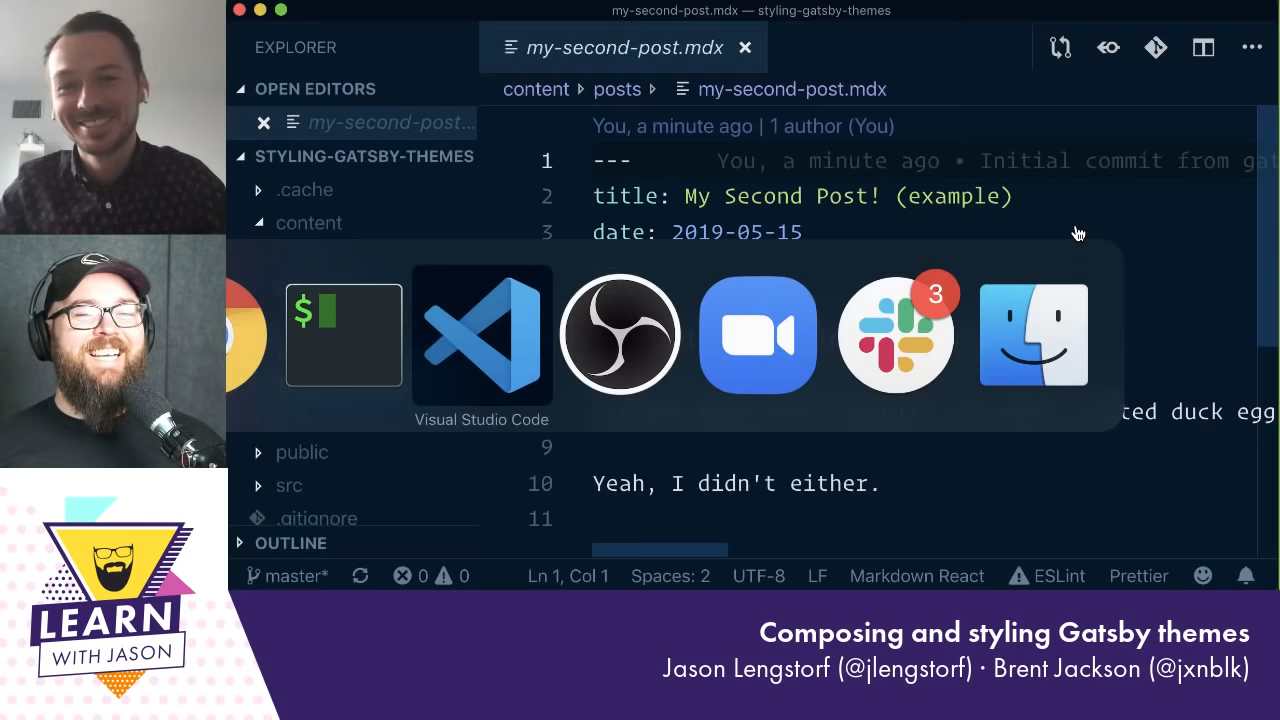 my-second-post.mdx — styling-gatsby-themes
EXPLORER
my-second-post.mdx
OPEN EDITORS
content posts my-second-post.mdx
my-second-post...
You, a minute ago | 1 author (You)
STYLING-GATSBY-THEMES
1 --- You, a minute ago • Initial commit from gat
.cache
2 title: My Second Post! (example)
content
3 date: 2019-05-15
$
3
Visual Studio Code
ted duck egg
9
public
10 Yeah, I didn't either.
src
11
.gitignore
OUTLINE
master* 0 0 Ln 1, Col 1 Spaces: 2 UTF-8 LF Markdown React ESLint Prettier
LEARN
WITH JASON
Composing and styling Gatsby themes
Jason Lengstorf (@jlengstorf) · Brent Jackson (@jxnblk)